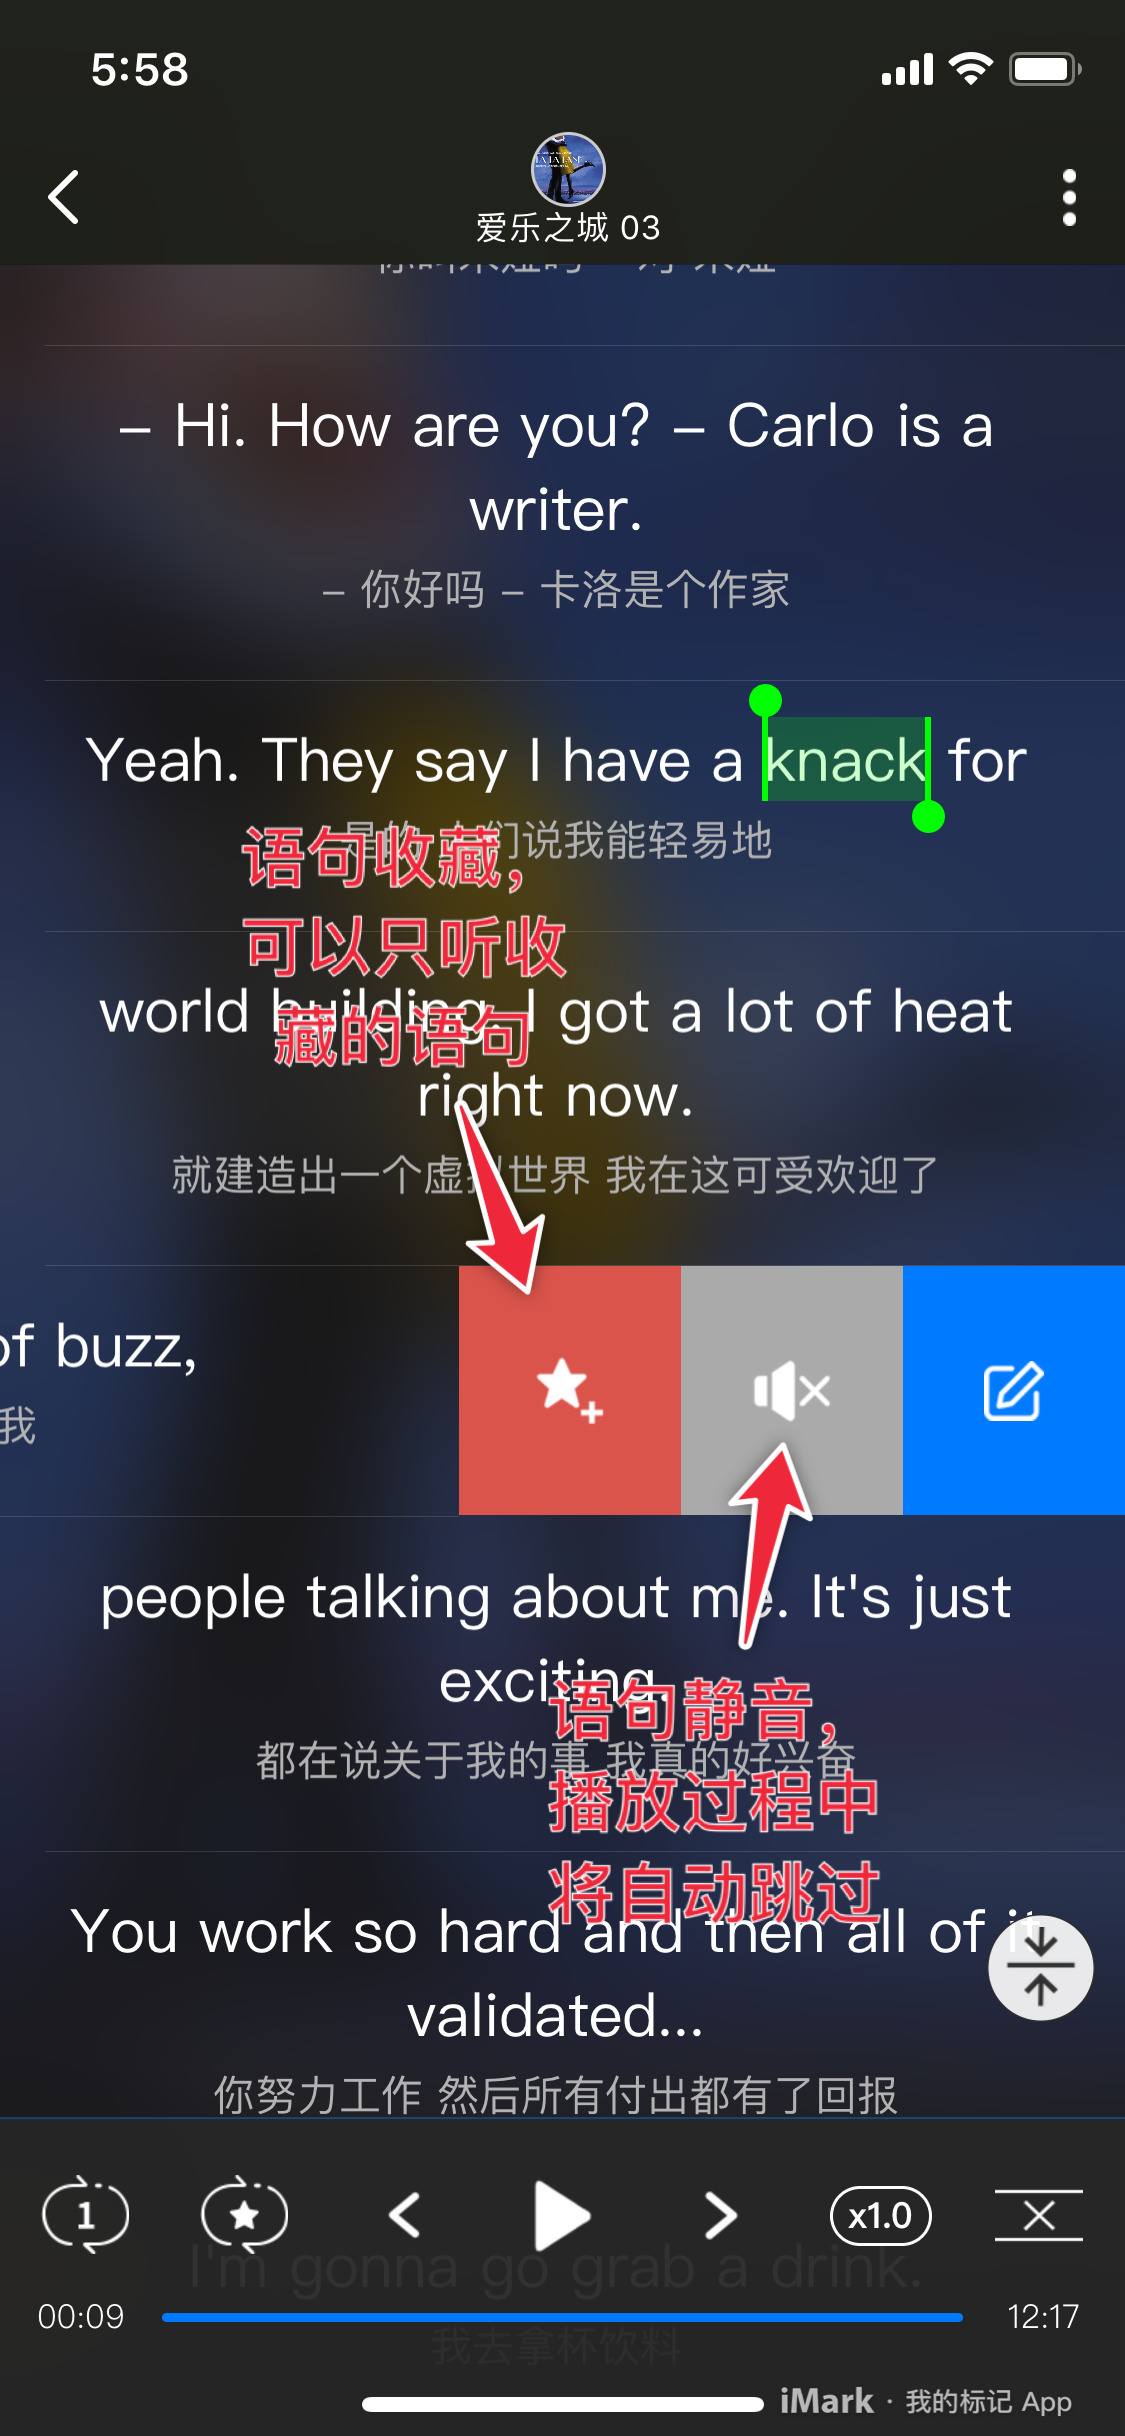 5:58
爱乐之城 03
– Hi. How are you? – Carlo is a
writer.
– 你好吗 – 卡洛是个作家
Yeah. They say I have a knack for
是的 人们说我能轻易地
语句收藏，
可以只听收
藏的语句
world building. I got a lot of heat
right now.
就建造出一个虚拟世界 我在这可受欢迎了
of buzz,
我
people talking about me. It's just
exciting.
都在说关于我的事 我真的好兴奋
语句静音，
播放过程中
将自动跳过
You work so hard and then all of it
validated...
你努力工作 然后所有付出都有了回报
1
x1.0
I'm gonna go grab a drink.
00:09
12:17
我去拿杯饮料
iMark · 我的标记 App